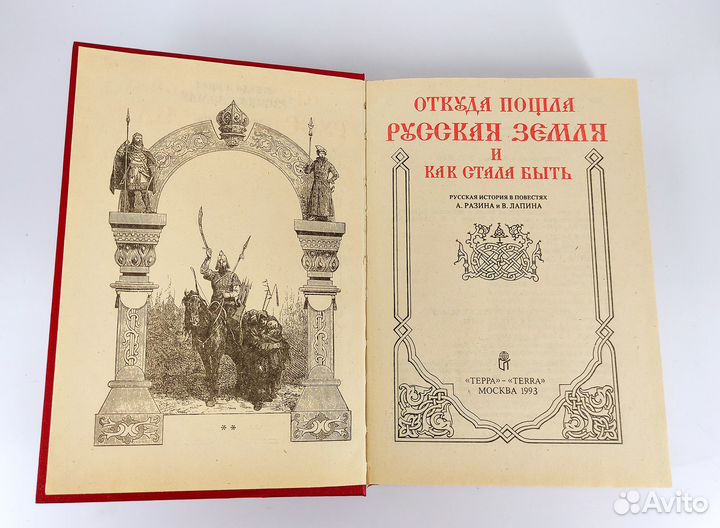 ОТКУДА ПОШЛА
РУССКАЯ ЗЕМЛЯ
И
КАК СТАЛА БЫТЬ
РУССКАЯ ИСТОРИЯ В ПОВЕСТЯХ
А. РАЗИНА и В. ЛАПИНА
«ТЕРРА» – «TERRA»
МОСКВА 1993
* *
Avito